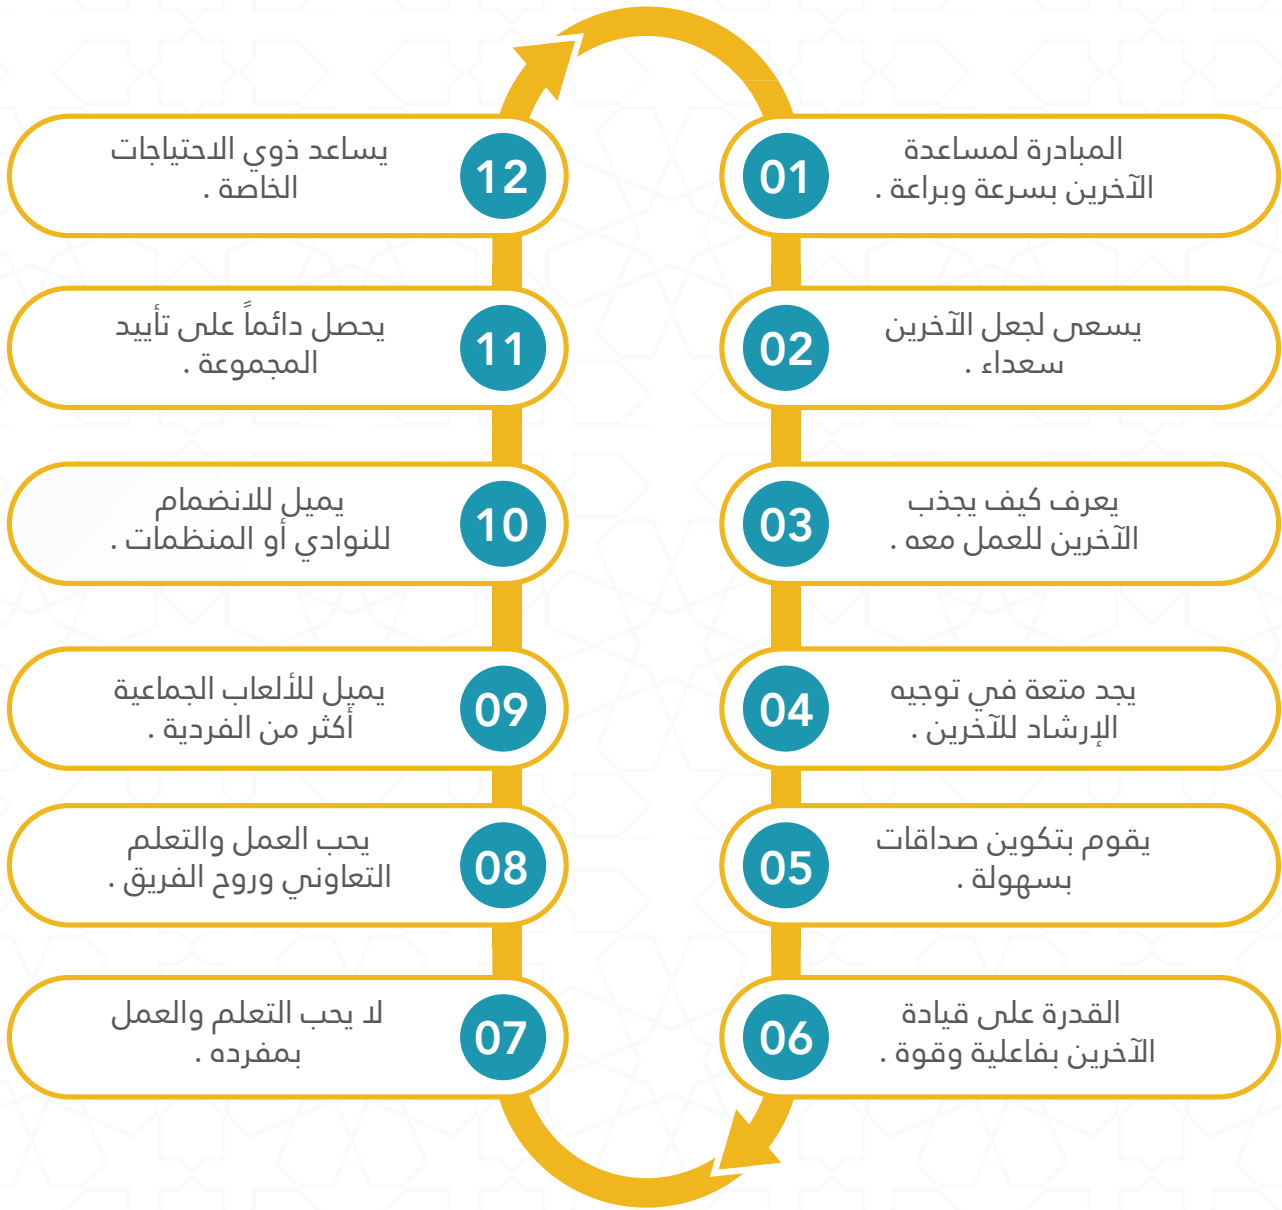 01
المبادرة لمساعدة
الآخرين بسرعة وبراعة .
02
يسعى لجعل الآخرين
سعداء .
03
يعرف كيف يجذب
الآخرين للعمل معه .
04
يجد متعة في توجيه
الإرشاد للآخرين .
05
يقوم بتكوين صداقات
بسهولة .
06
القدرة على قيادة
الآخرين بفاعلية وقوة .
07
لا يحب التعلم والعمل
بمفرده .
08
يحب العمل والتعلم
التعاوني وروح الفريق .
09
يميل للألعاب الجماعية
أكثر من الفردية .
10
يميل للانضمام
للنوادي أو المنظمات .
11
يحصل دائماً على تأييد
المجموعة .
12
يساعد ذوي الاحتياجات
الخاصة .